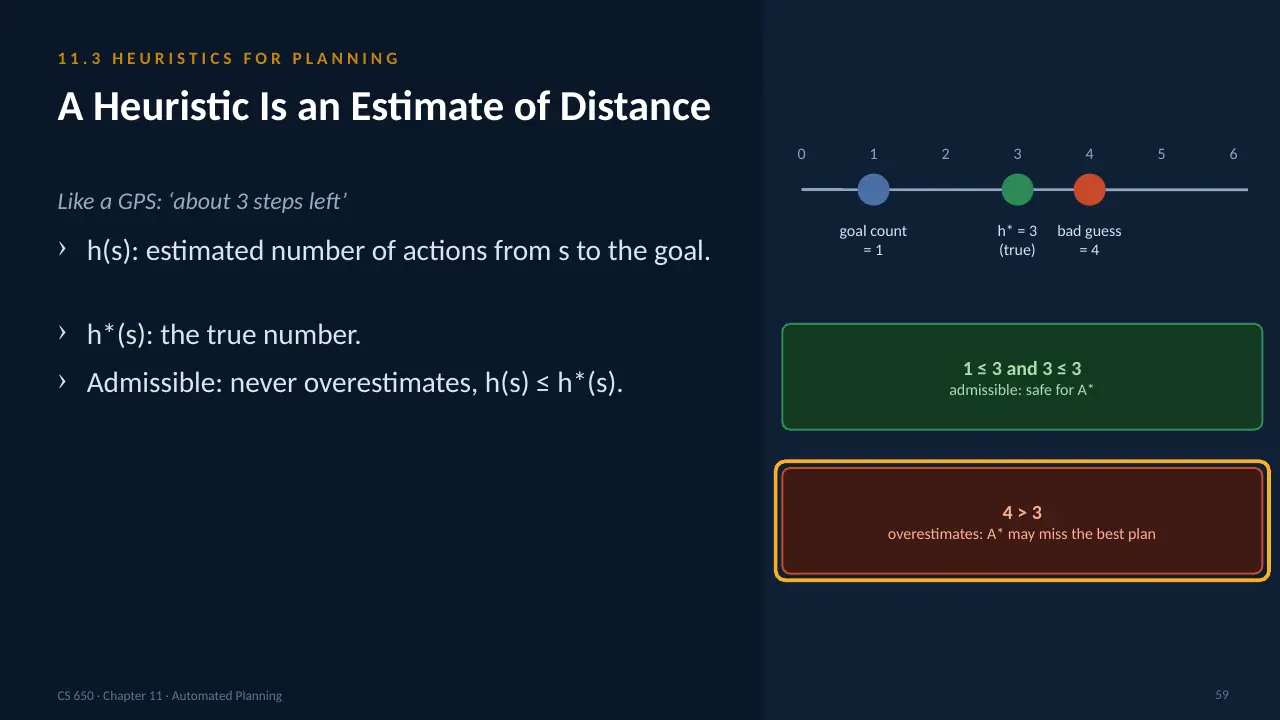 11.3 HEURISTICS FOR PLANNING
A Heuristic Is an Estimate of Distance
Like a GPS: ‘about 3 steps left’
› h(s): estimated number of actions from s to the goal.
› h*(s): the true number.
› Admissible: never overestimates, h(s) ≤ h*(s).
0 1 2 3 4 5 6
goal count
= 1
h* = 3
(true)
bad guess
= 4
1 ≤ 3 and 3 ≤ 3
admissible: safe for A*
4 > 3
overestimates: A* may miss the best plan
CS 650 · Chapter 11 · Automated Planning
59